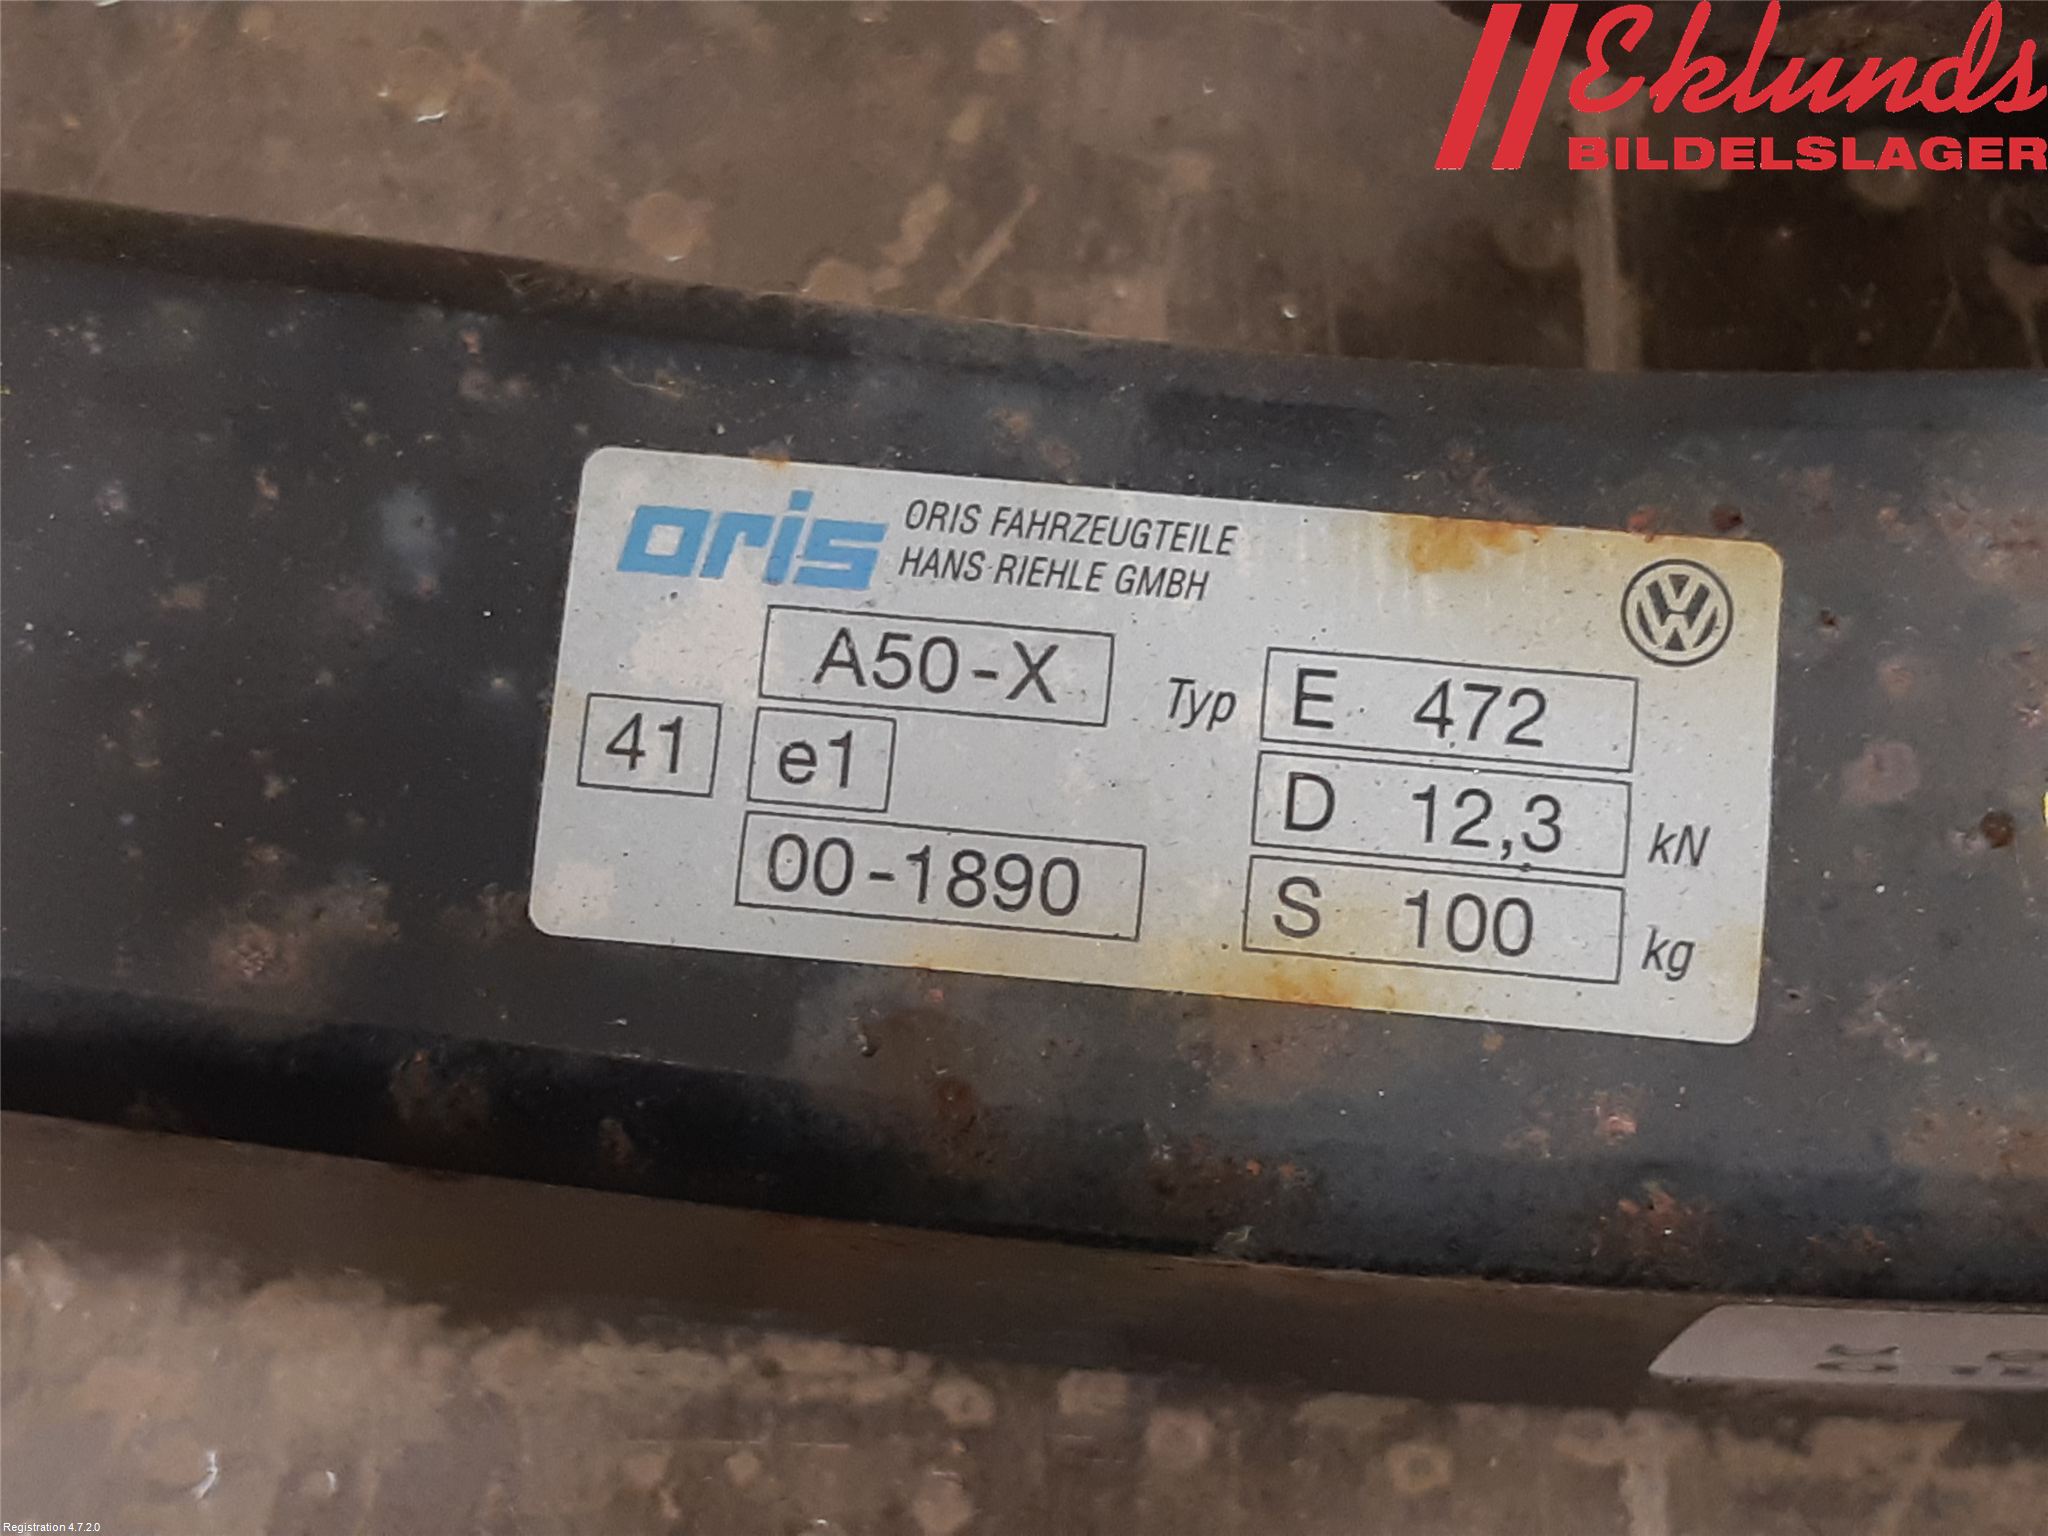 Eklunds
BILDELSLAGER
oris
ORIS FAHRZEUGTEILE
HANS RIEHLE GMBH
VW
A50-X
Typ E 472
41 e1
D 12,3 kN
00-1890
S 100 kg
Registration 4.7.2.0